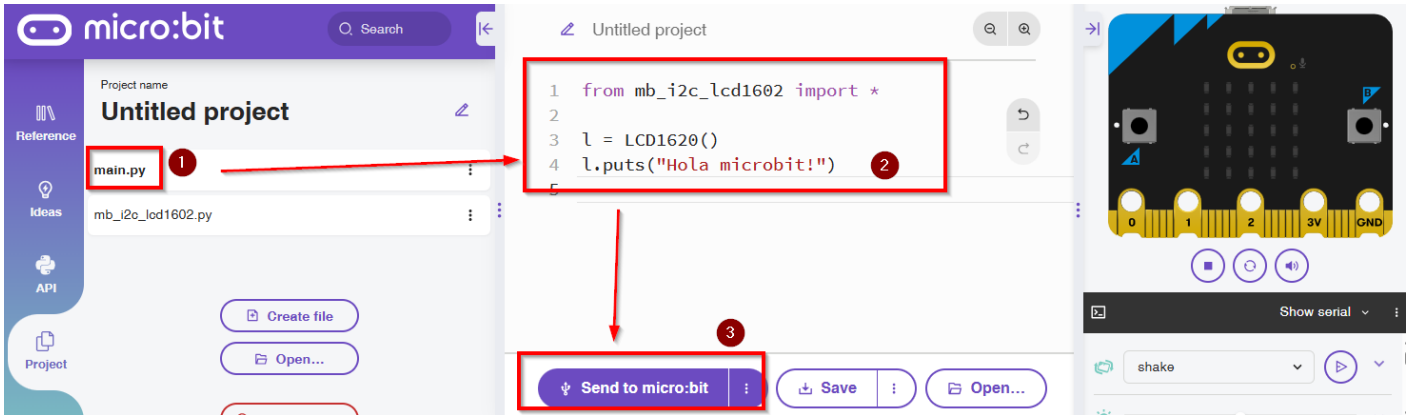 micro:bit
Search
Reference
Ideas
API
Project
Project name
Untitled project
main.py
1
mb_i2c_lcd1602.py
Create file
Open...
Untitled project
1 from mb_i2c_lcd1602 import *
2
3 l = LCD1620()
4 l.puts("Hola microbit!")
5
2
3
Send to micro:bit
Save
Open...
A
B
0 1 2 3V GND
Show serial
shake